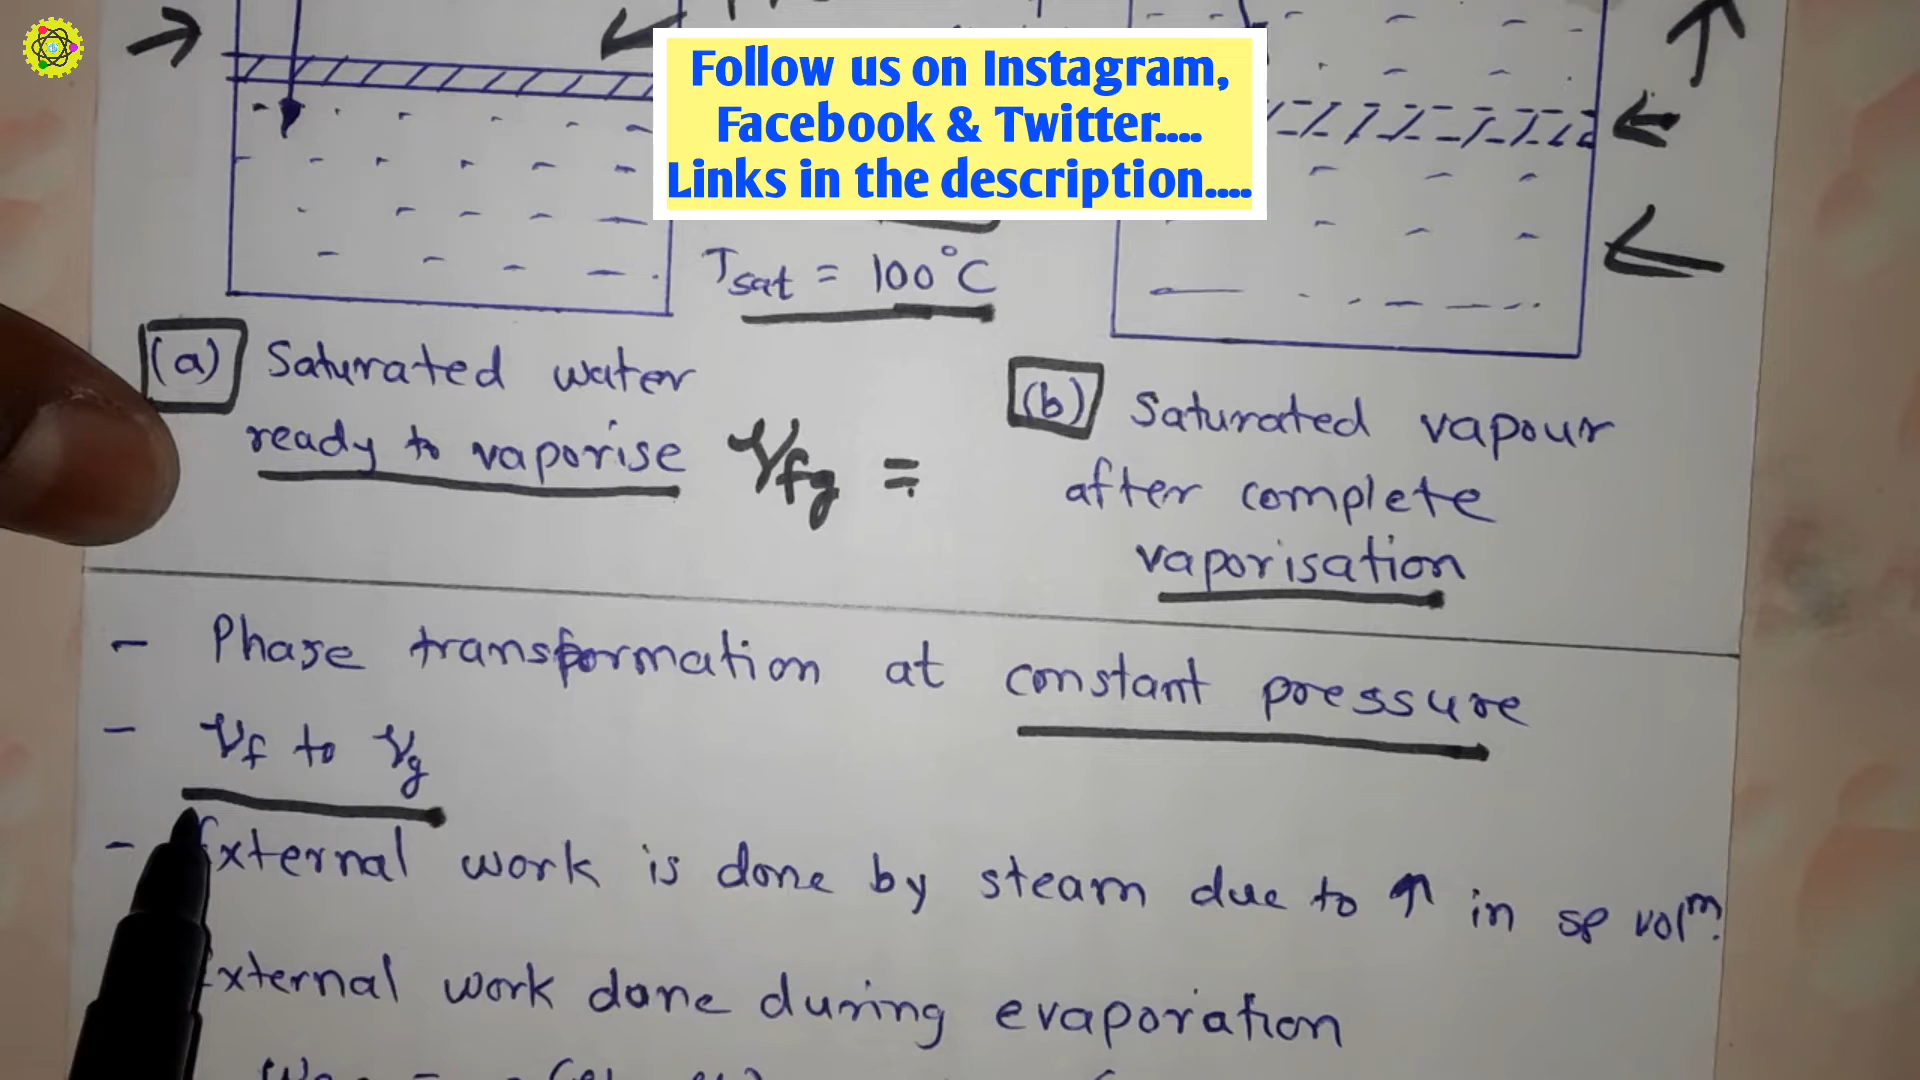 Follow us on Instagram,
Facebook & Twitter....
Links in the description....
Tsat = 100°C
(a) Saturated water
ready to vaporise
Vfg =
(b) Saturated vapour
after complete
vaporisation
- Phase transformation at constant pressure
- Vf to Vg
- External work is done by steam due to ↑ in sp volm.
External work done during evaporation